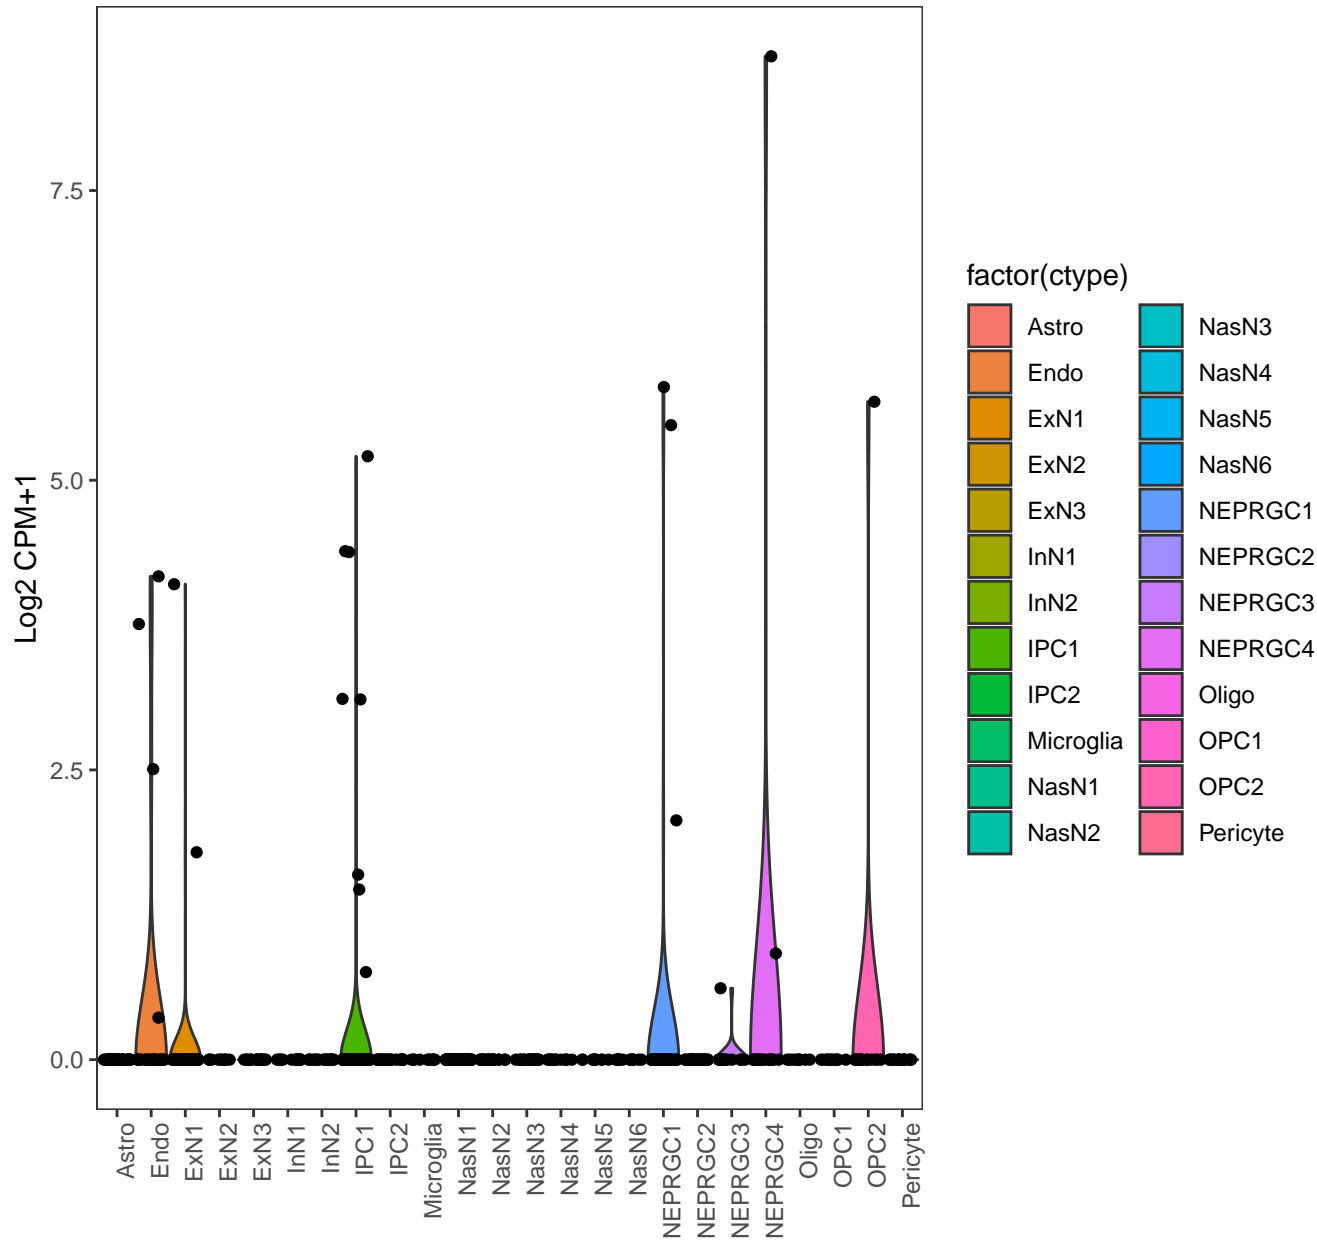 7.5
5.0
2.5
0.0
Log2 CPM+1
Astro
Endo
ExN1
ExN2
ExN3
InN1
InN2
IPC1
IPC2
Microglia
NasN1
NasN2
NasN3
NasN4
NasN5
NasN6
NEPRGC1
NEPRGC2
NEPRGC3
NEPRGC4
Oligo
OPC1
OPC2
Pericyte
factor(ctype)
Astro
Endo
ExN1
ExN2
ExN3
InN1
InN2
IPC1
IPC2
Microglia
NasN1
NasN2
NasN3
NasN4
NasN5
NasN6
NEPRGC1
NEPRGC2
NEPRGC3
NEPRGC4
Oligo
OPC1
OPC2
Pericyte